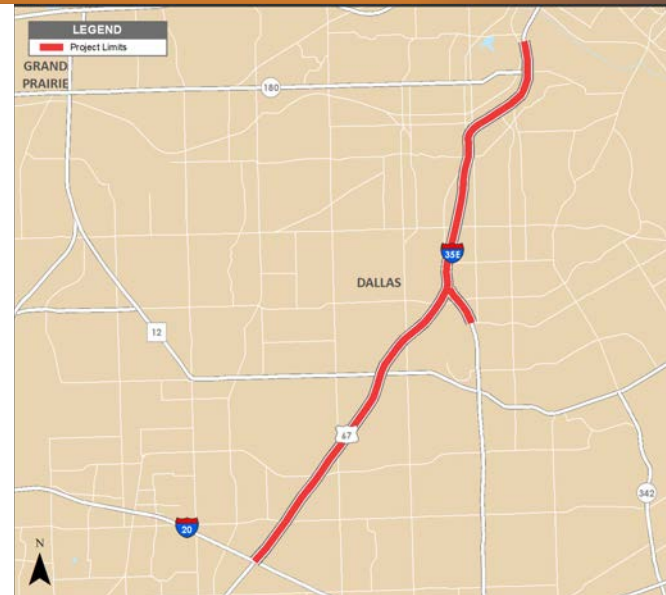 LEGEND
Project Limits
GRAND
PRAIRIE
180
35E
DALLAS
12
67
342
20
N